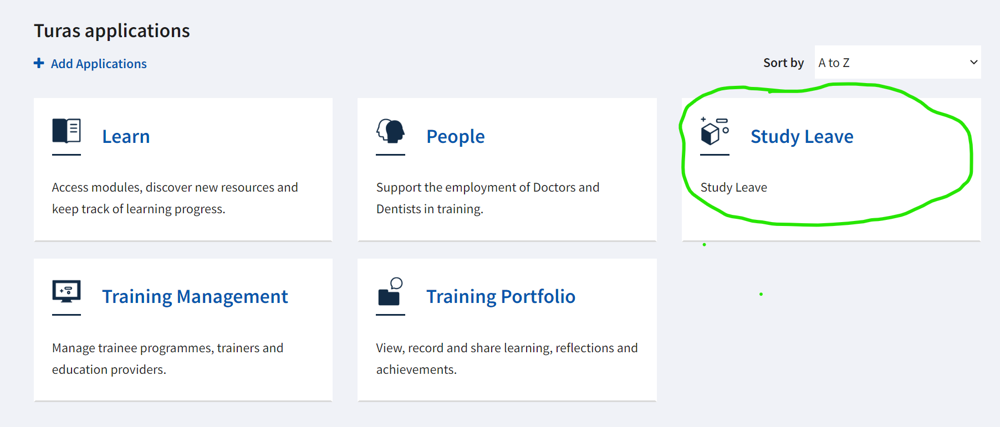 Turas applications
Add Applications
Sort by A to Z
Learn
Access modules, discover new resources and
keep track of learning progress.
People
Support the employment of Doctors and
Dentists in training.
Study Leave
Study Leave
Training Management
Manage trainee programmes, trainers and
education providers.
Training Portfolio
View, record and share learning, reflections and
achievements.